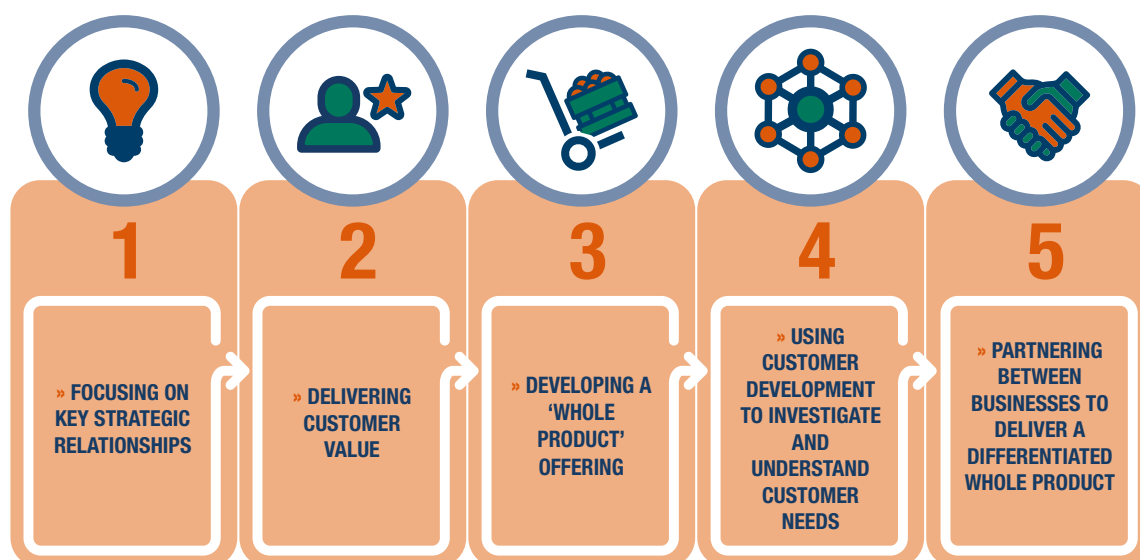 1
» FOCUSING ON
KEY STRATEGIC
RELATIONSHIPS
2
» DELIVERING
CUSTOMER
VALUE
3
» DEVELOPING A
‘WHOLE
PRODUCT’
OFFERING
4
» USING
CUSTOMER
DEVELOPMENT
TO INVESTIGATE
AND
UNDERSTAND
CUSTOMER
NEEDS
5
» PARTNERING
BETWEEN
BUSINESSES TO
DELIVER A
DIFFERENTIATED
WHOLE PRODUCT